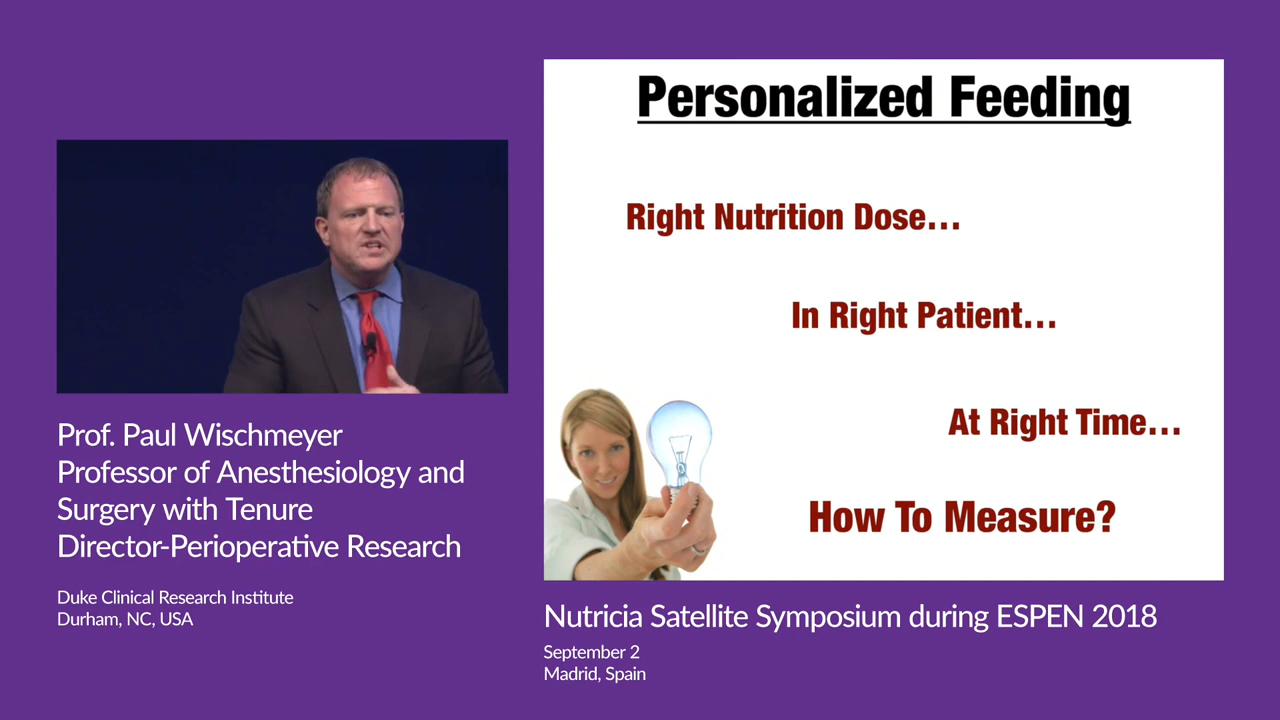 Personalized Feeding
Right Nutrition Dose...
In Right Patient...
At Right Time...
How To Measure?
Prof. Paul Wischmeyer
Professor of Anesthesiology and
Surgery with Tenure
Director-Perioperative Research
Duke Clinical Research Institute
Durham, NC, USA
Nutricia Satellite Symposium during ESPEN 2018
September 2
Madrid, Spain